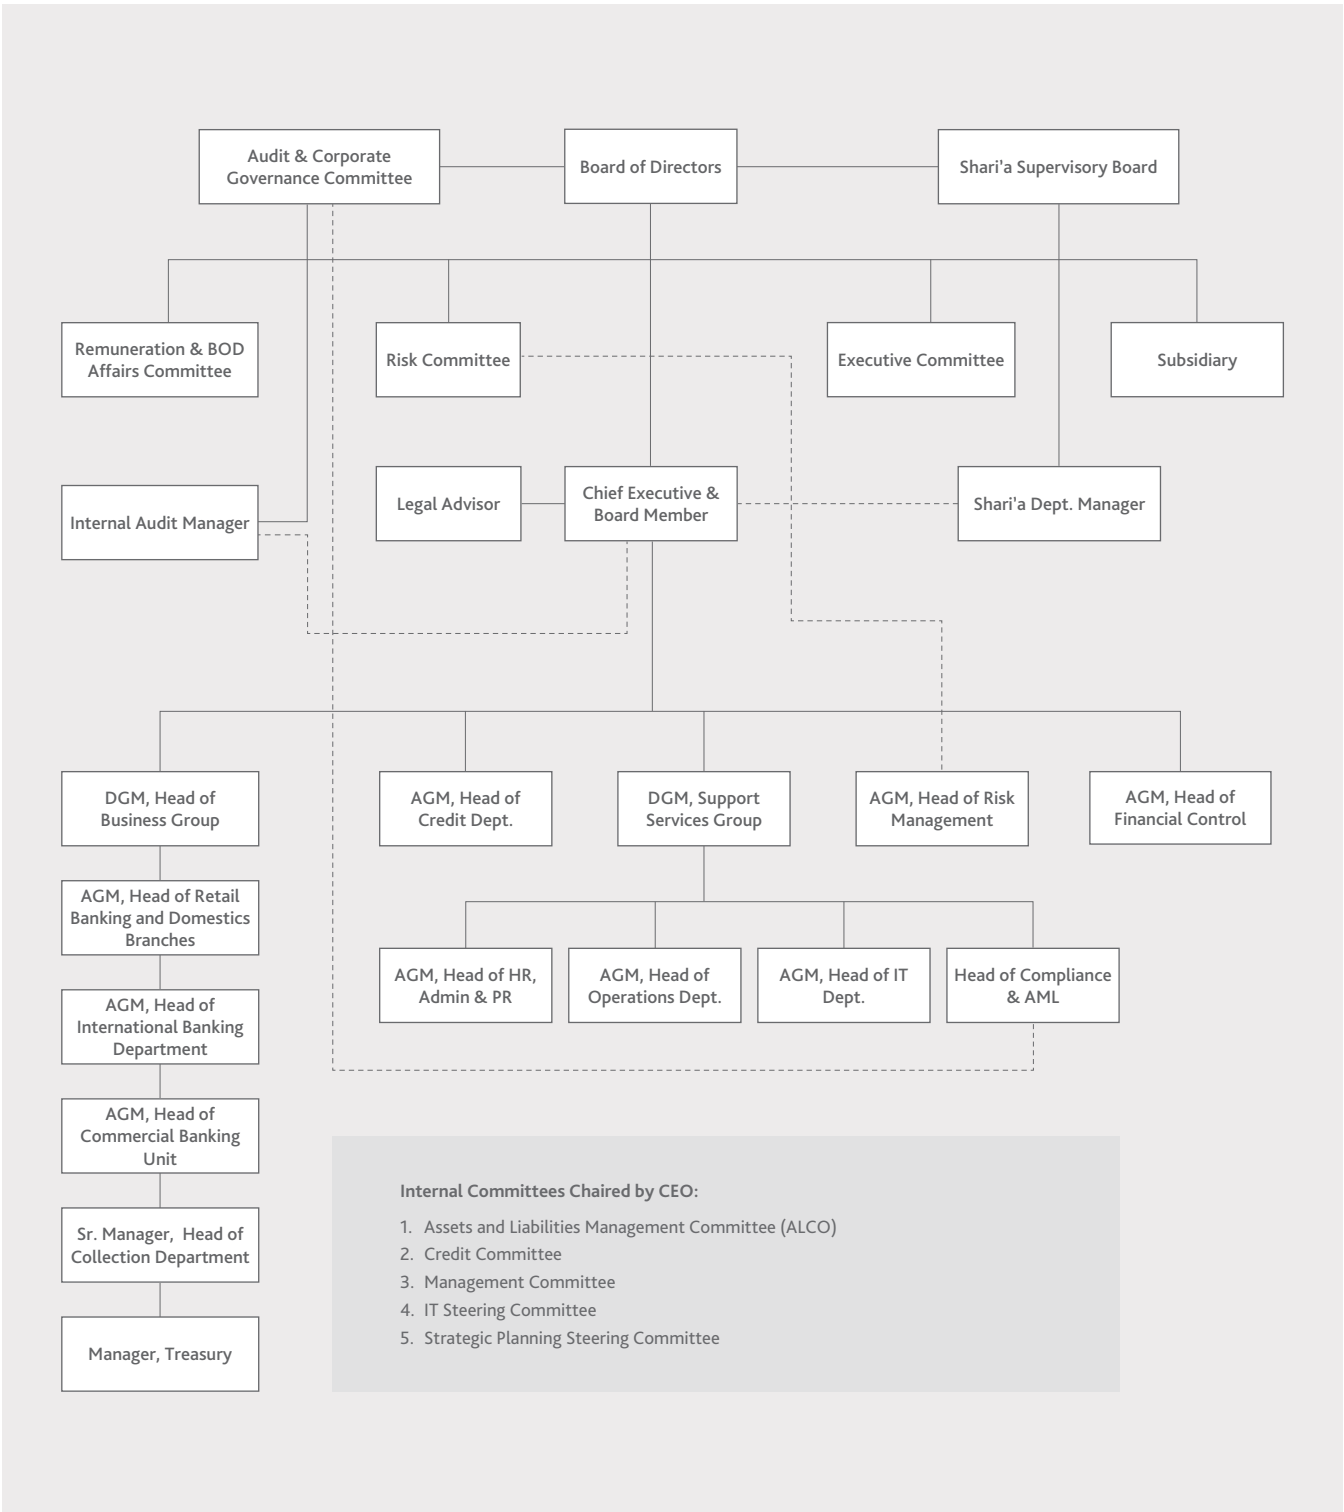 Audit & Corporate
Governance Committee
Board of Directors
Shari'a Supervisory Board
Remuneration & BOD
Affairs Committee
Risk Committee
Executive Committee
Subsidiary
Internal Audit Manager
Legal Advisor
Chief Executive &
Board Member
Shari'a Dept. Manager
DGM, Head of
Business Group
AGM, Head of
Credit Dept.
DGM, Support
Services Group
AGM, Head of Risk
Management
AGM, Head of
Financial Control
AGM, Head of Retail
Banking and Domestics
Branches
AGM, Head of HR,
Admin & PR
AGM, Head of
Operations Dept.
AGM, Head of IT
Dept.
Head of Compliance
& AML
AGM, Head of
International Banking
Department
AGM, Head of
Commercial Banking
Unit
Sr. Manager, Head of
Collection Department
Manager, Treasury
Internal Committees Chaired by CEO:
1. Assets and Liabilities Management Committee (ALCO)
2. Credit Committee
3. Management Committee
4. IT Steering Committee
5. Strategic Planning Steering Committee